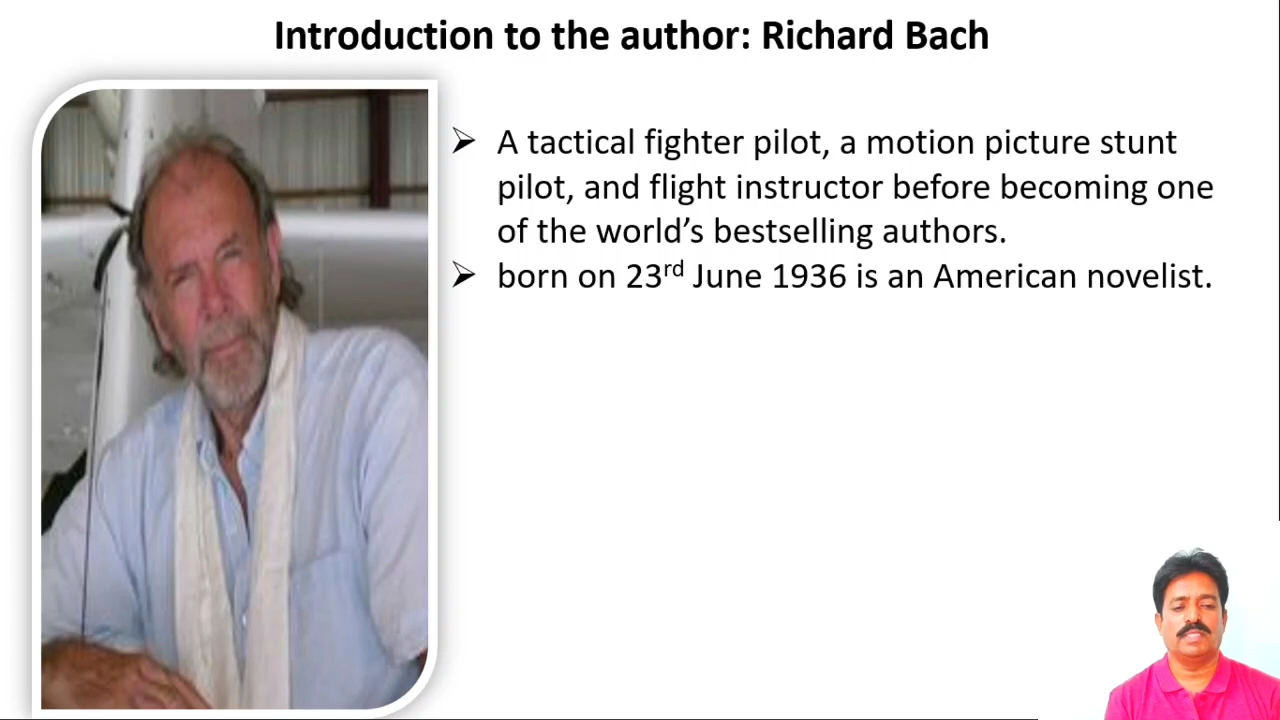 Introduction to the author: Richard Bach
➢ A tactical fighter pilot, a motion picture stunt
pilot, and flight instructor before becoming one
of the world’s bestselling authors.
➢ born on 23rd June 1936 is an American novelist.